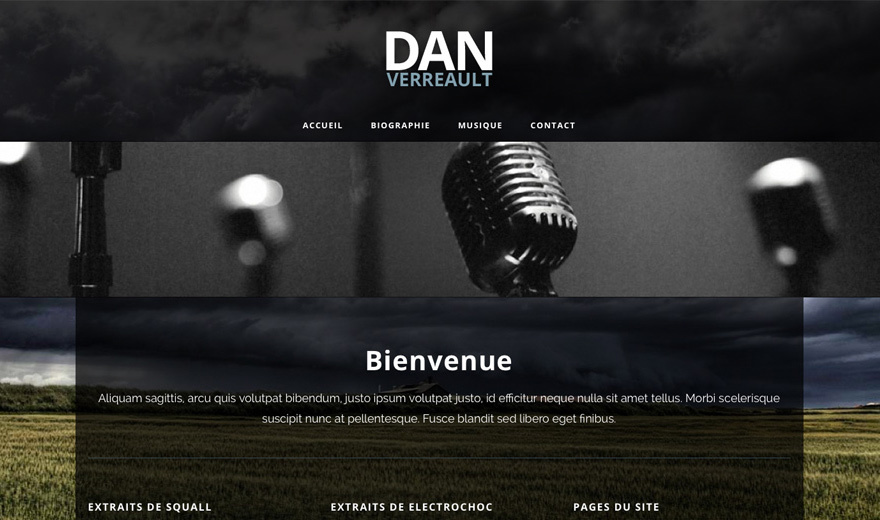 DAN
VERREAULT
ACCUEIL BIOGRAPHIE MUSIQUE CONTACT
Bienvenue
Aliquam sagittis, arcu quis volutpat bibendum, justo ipsum volutpat justo, id efficitur neque nulla sit amet tellus. Morbi scelerisque
suscipit nunc at pellentesque. Fusce blandit sed libero eget finibus.
EXTRAITS DE SQUALL EXTRAITS DE ELECTROCHOC PAGES DU SITE